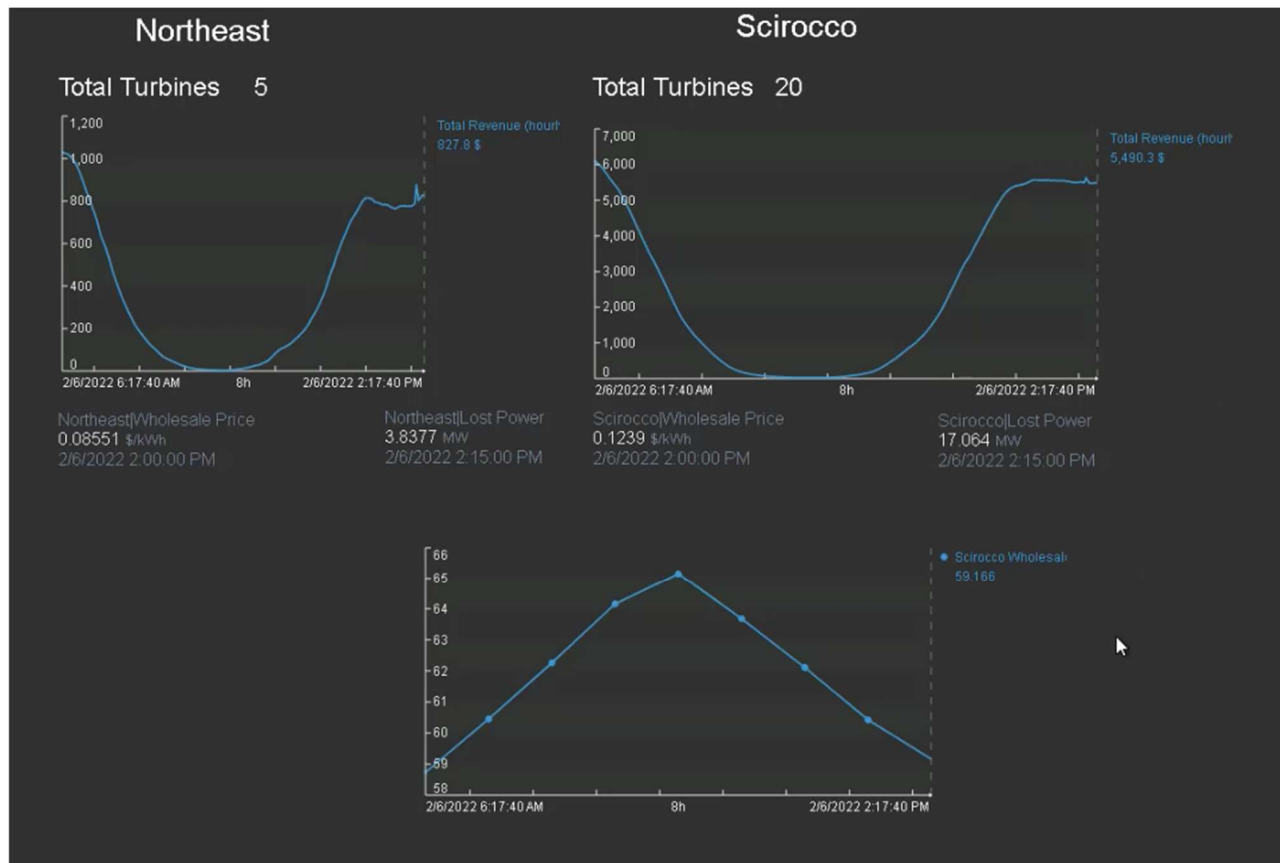 Northeast
Total Turbines 5
1,200
1,000
800
600
400
200
0
2/6/2022 6:17:40 AM 8h 2/6/2022 2:17:40 PM
Total Revenue (hourl
827.8 $
Northeast|Wholesale Price
0.08551 $/kWh
2/6/2022 2:00:00 PM
Northeast|Lost Power
3.8377 MW
2/6/2022 2:15:00 PM
Scirocco
Total Turbines 20
7,000
6,000
5,000
4,000
3,000
2,000
1,000
0
2/6/2022 6:17:40 AM 8h 2/6/2022 2:17:40 PM
Total Revenue (hourl
5,490.3 $
Scirocco|Wholesale Price
0.1239 $/kWh
2/6/2022 2:00:00 PM
Scirocco|Lost Power
17.064 MW
2/6/2022 2:15:00 PM
66
65
64
63
62
61
60
59
58
2/6/2022 6:17:40 AM 8h 2/6/2022 2:17:40 PM
Scirocco Wholesal
59.166